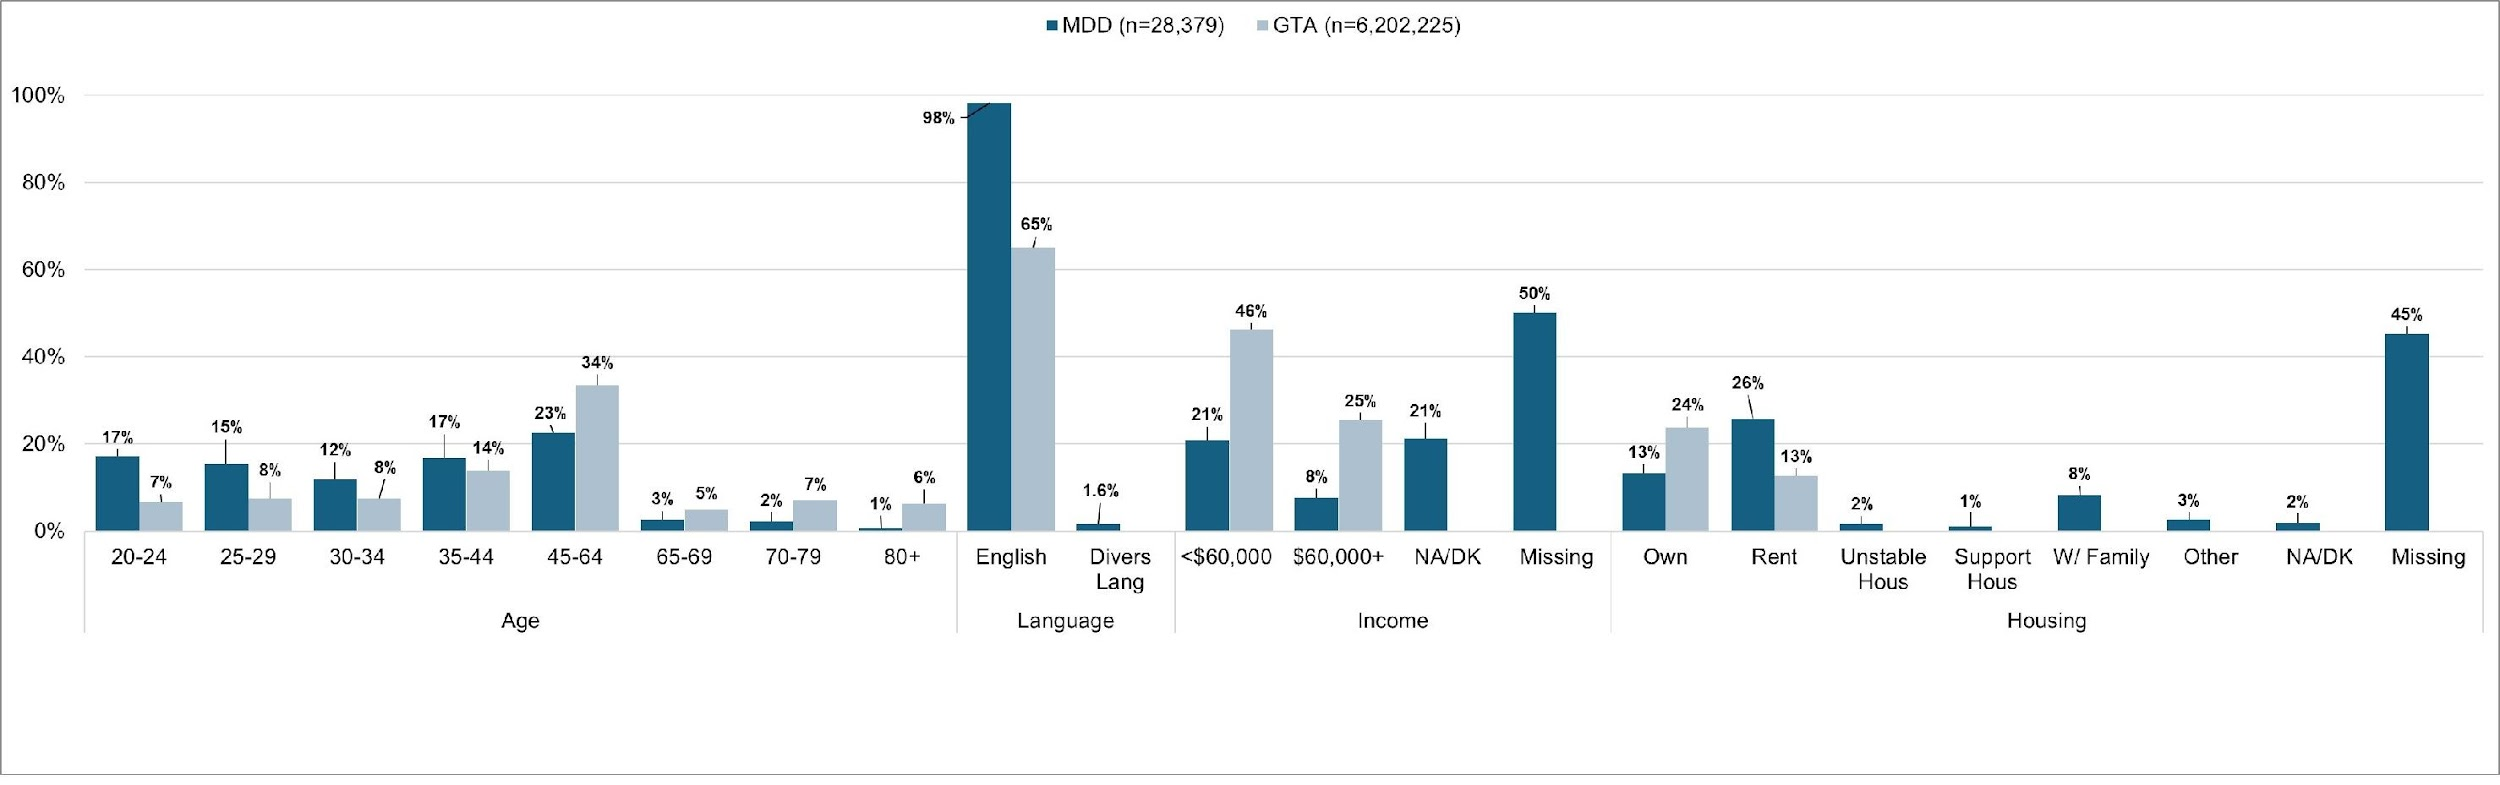 MDD (n=28,379) GTA (n=6,202,225)
100%
80%
60%
40%
20%
0%
17% 7% 15% 8% 12% 8% 17% 14% 23% 34% 3% 5% 2% 7% 1% 6% 98% 65% 1.6% 21% 46% 8% 25% 21% 50% 13% 24% 26% 13% 2% 1% 8% 3% 2% 45%
20-24 25-29 30-34 35-44 45-64 65-69 70-79 80+ English Divers <$60,000 $60,000+ NA/DK Missing Own Rent Unstable Support W/ Family Other NA/DK Missing
Lang Hous Hous
Age Language Income Housing